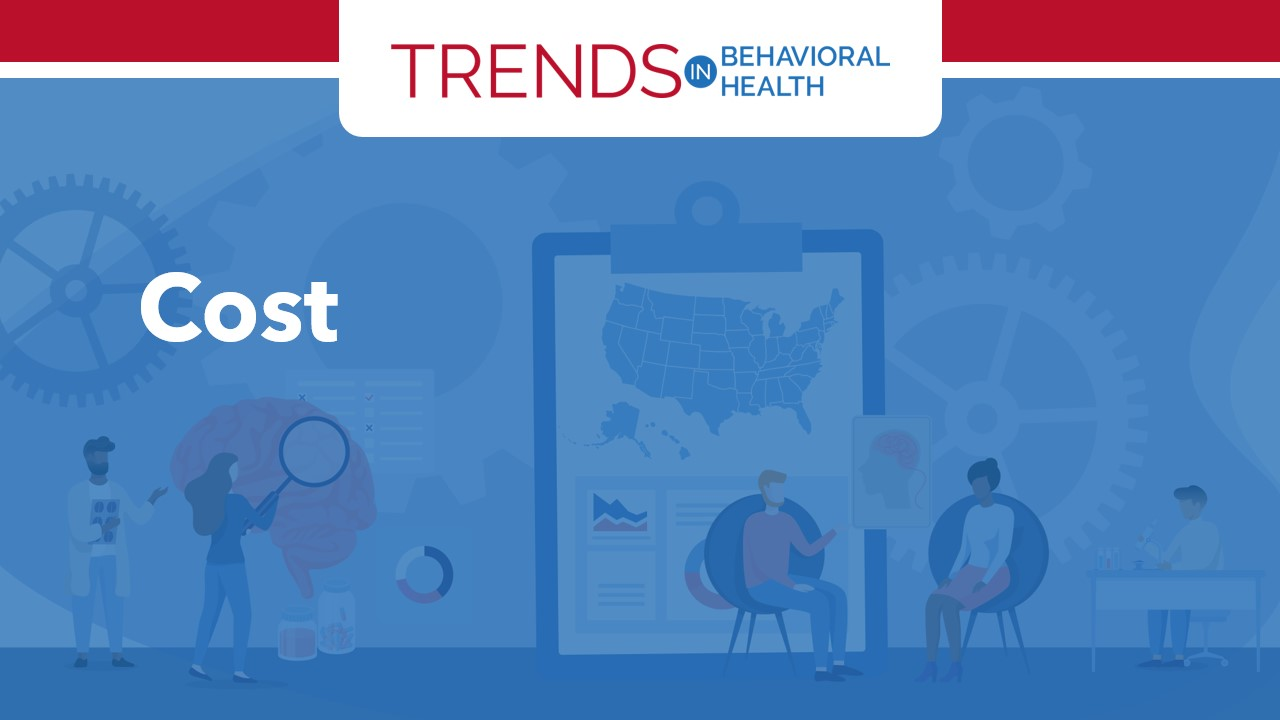 TRENDS IN BEHAVIORAL HEALTH
Cost